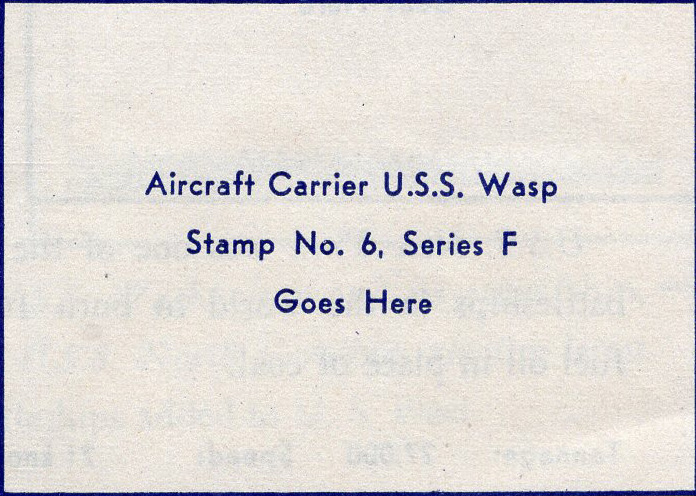 Aircraft Carrier U.S.S. Wasp
Stamp No. 6, Series F
Goes Here